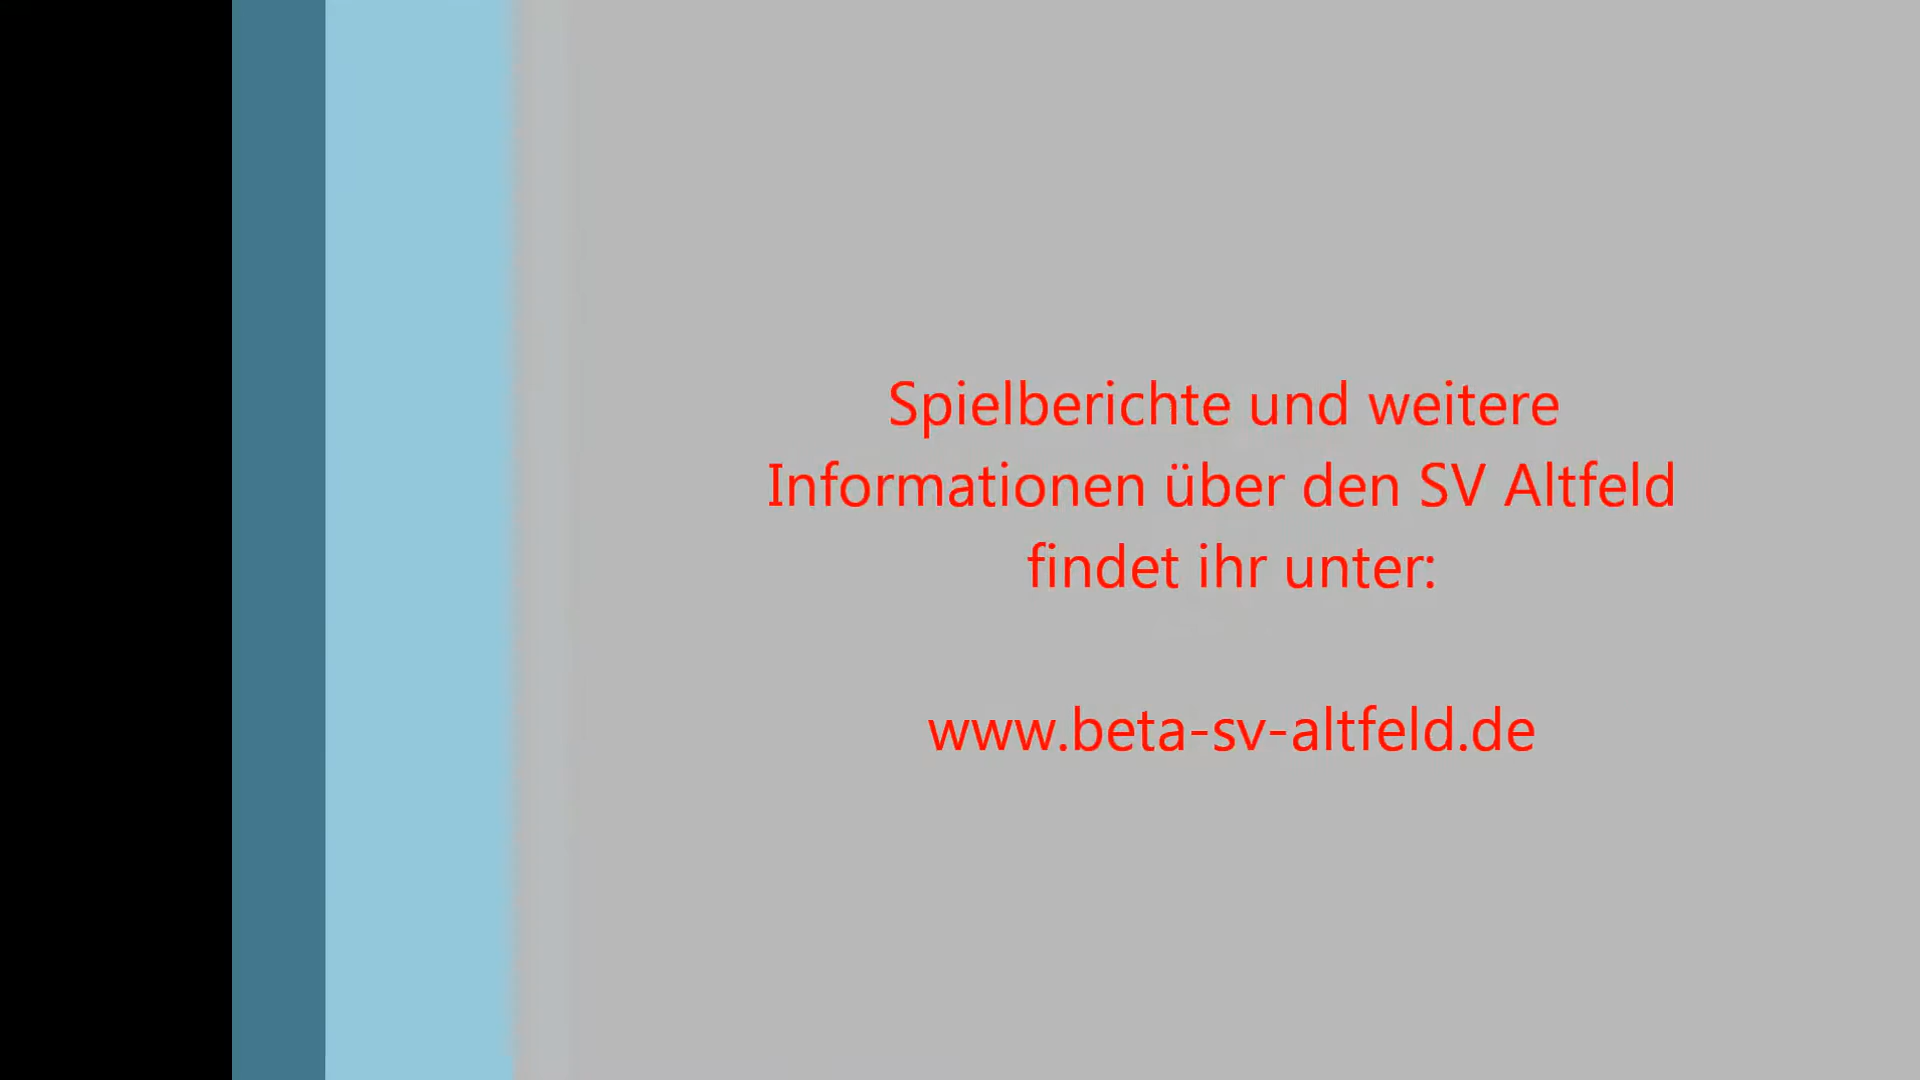 Spielberichte und weitere
Informationen über den SV Altfeld
findet ihr unter:
www.beta-sv-altfeld.de